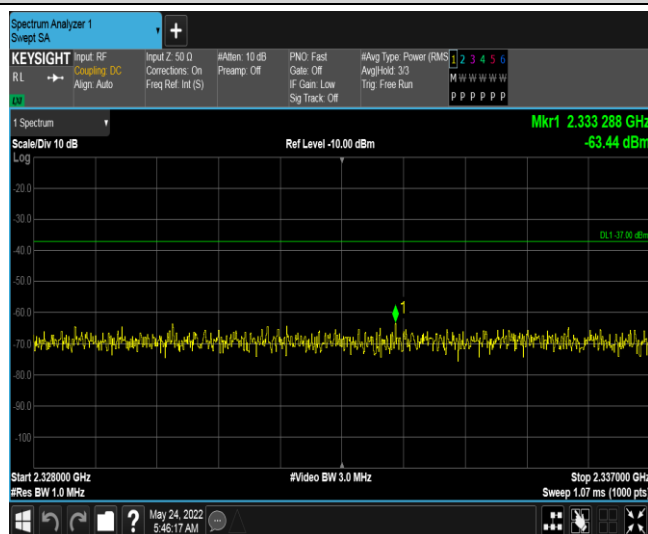 Spectrum Analyzer 1
Swept SA
+
KEYSIGHT Input: RF Input Z: 50 Ω #Atten: 10 dB PNO: Fast #Avg Type: Power (RMS 1 2 3 4 5 6
RL Coupling: DC Corrections: On Preamp: Off Gate: Off Avg|Hold: 3/3 M W W W W W
Align: Auto Freq Ref: Int (S) IF Gain: Low Trig: Free Run
Sig Track: Off P P P P P P
LXI
1 Spectrum Mkr1 2.333 288 GHz
Scale/Div 10 dB Ref Level -10.00 dBm -63.44 dBm
Log
-20.0
-30.0
DL1 -37.00 dBm
-40.0
-50.0
-60.0
1
-70.0
-80.0
-90.0
-100
Start 2.328000 GHz #Video BW 3.0 MHz Stop 2.337000 GHz
#Res BW 1.0 MHz Sweep 1.07 ms (1000 pts)
? May 24, 2022
5:46:17 AM